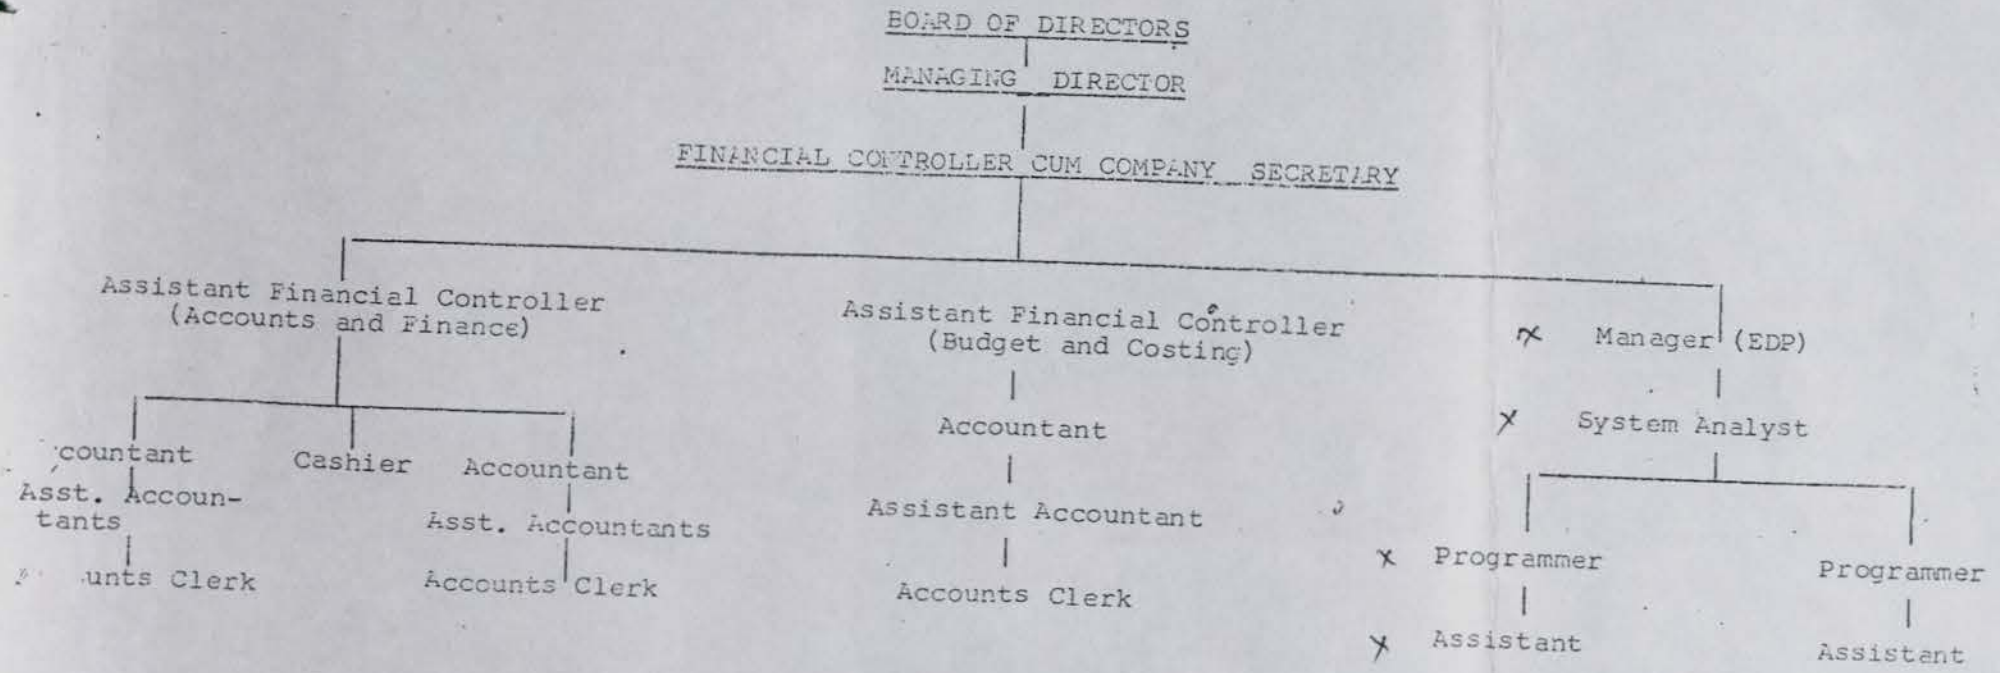 BOARD OF DIRECTORS
MANAGING DIRECTOR
FINANCIAL CONTROLLER CUM COMPANY SECRETARY
Assistant Financial Controller
(Accounts and Finance)
Assistant Financial Controller
(Budget and Costing)
x Manager (EDP)
x System Analyst
countant
Cashier
Accountant
Accountant
Asst. Accoun-
tants
Asst. Accountants
Assistant Accountant
unts Clerk
Accounts Clerk
Accounts Clerk
x Programmer
Programmer
x Assistant
Assistant